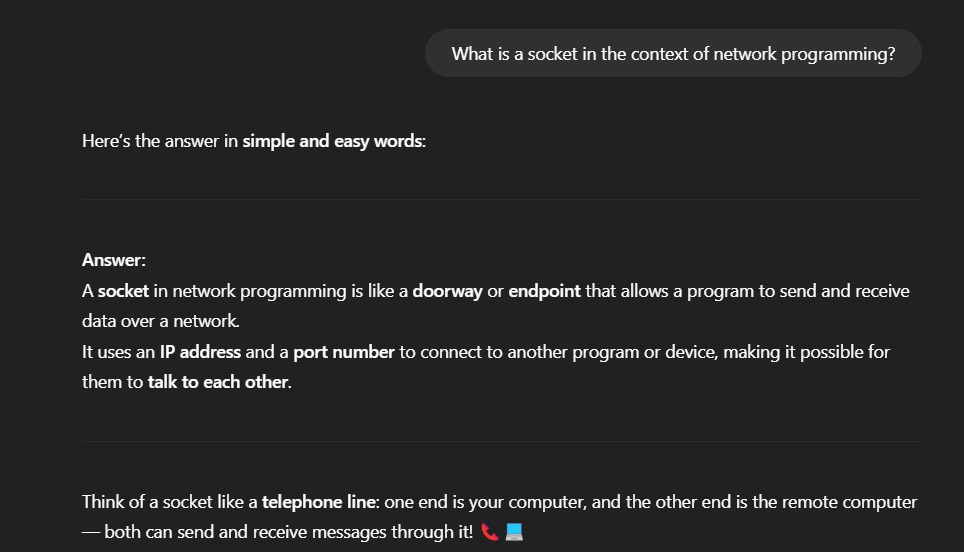 What is a socket in the context of network programming?
Here’s the answer in simple and easy words:
Answer:
A socket in network programming is like a doorway or endpoint that allows a program to send and receive
data over a network.
It uses an IP address and a port number to connect to another program or device, making it possible for
them to talk to each other.
Think of a socket like a telephone line: one end is your computer, and the other end is the remote computer
— both can send and receive messages through it! 📞💻